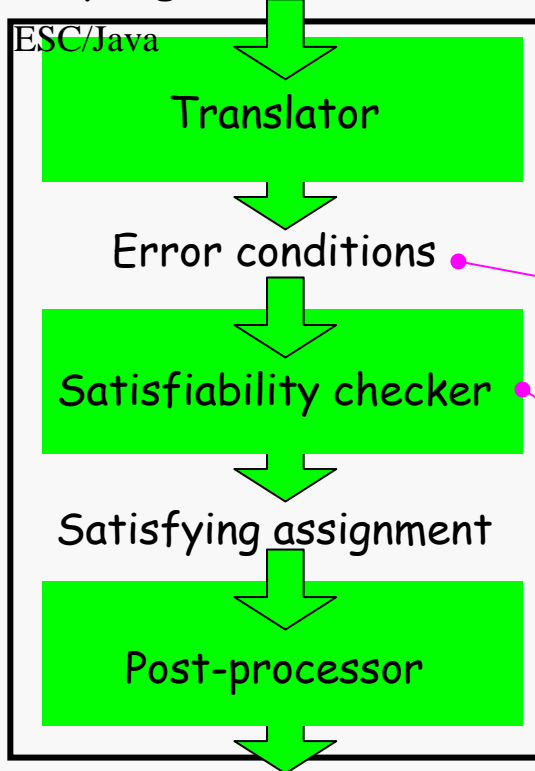 ESC/Java
Translator
Error conditions
Satisfiability checker
Satisfying assignment
Post-processor